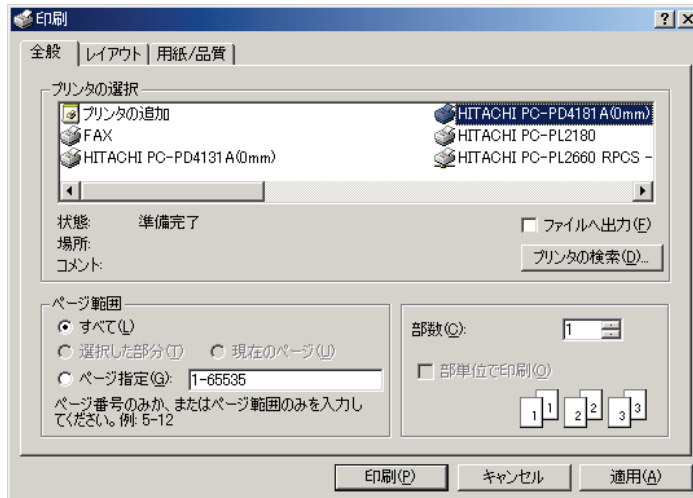 印刷
全般 レイアウト 用紙/品質
プリンタの選択
プリンタの追加 HITACHI PC-PD4181A(0mm)
FAX HITACHI PC-PL2180
HITACHI PC-PD4131A(0mm) HITACHI PC-PL2660 RPCS -
状態: 準備完了
場所:
コメント:
ファイルへ出力(F)
プリンタの検索(D)...
ページ範囲
すべて(L)
選択した部分(T) 現在のページ(U)
ページ指定(G): 1-65535
ページ番号のみか、またはページ範囲のみを入力し
てください。例: 5-12
部数(C): 1
部単位で印刷(O)
1 1 2 2 3 3
印刷(P) キャンセル 適用(A)